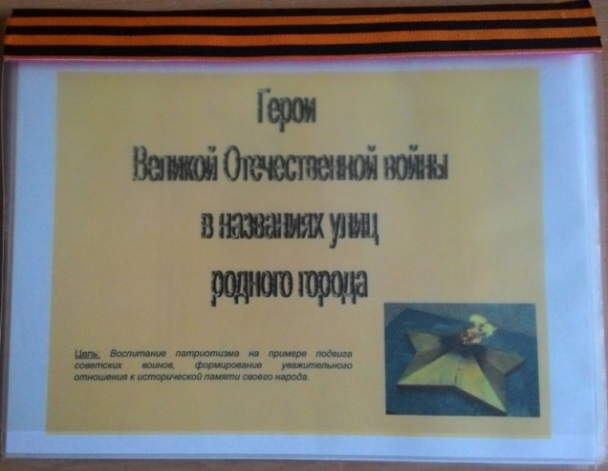 Герои
Великой Отечественной войны
в названиях улиц
родного города
Цель: Воспитание патриотизма на примере подвига
советских воинов, формирование уважительного
отношения к исторической памяти своего народа.